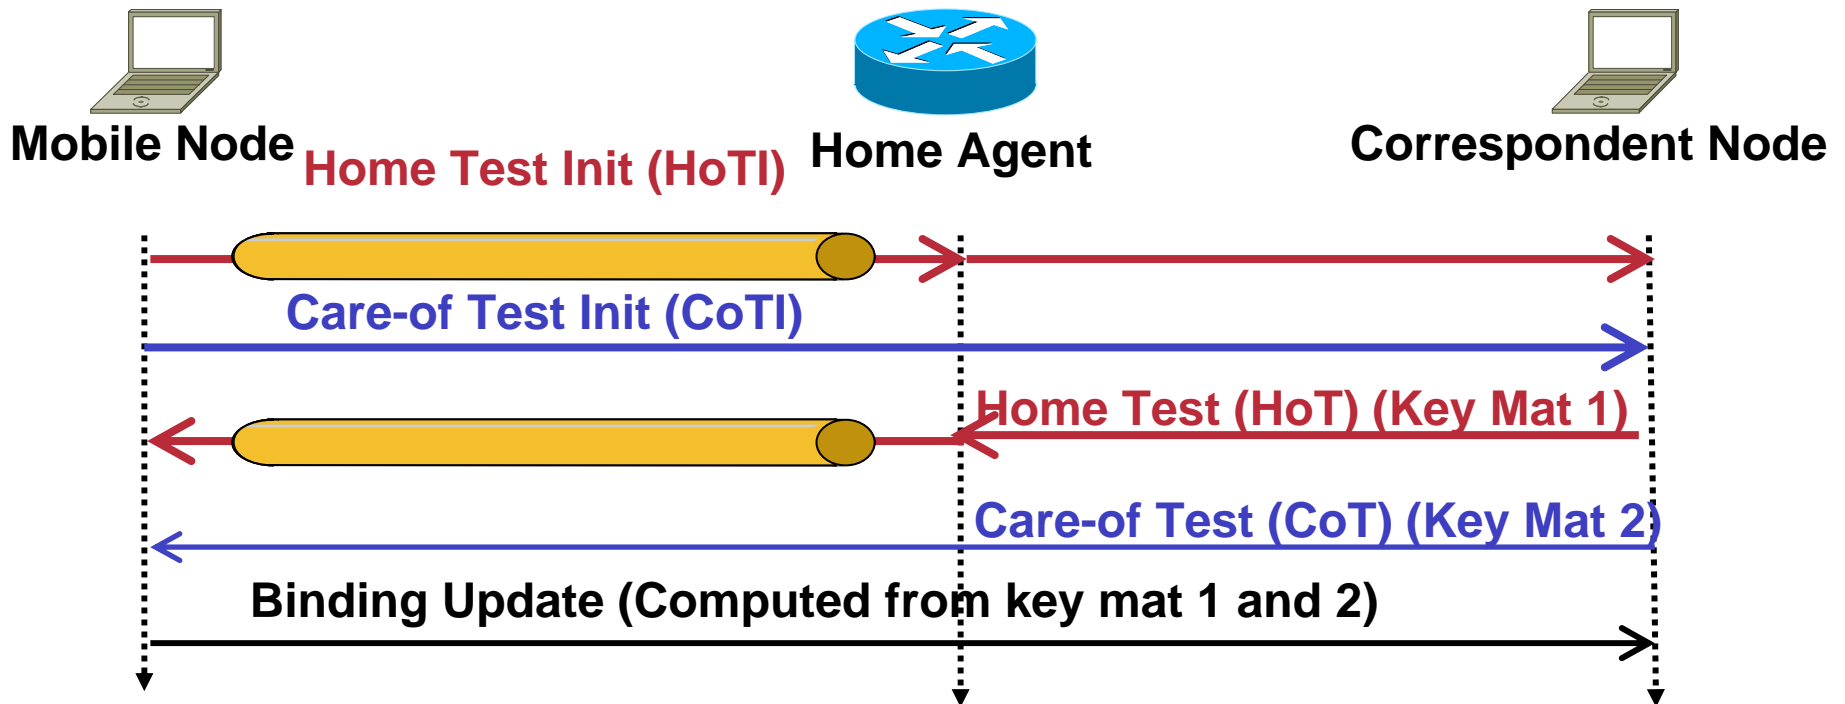 Mobile Node
Home Agent
Correspondent Node
Home Test Init (HoTI)
Care-of Test Init (CoTI)
Home Test (HoT) (Key Mat 1)
Care-of Test (CoT) (Key Mat 2)
Binding Update (Computed from key mat 1 and 2)